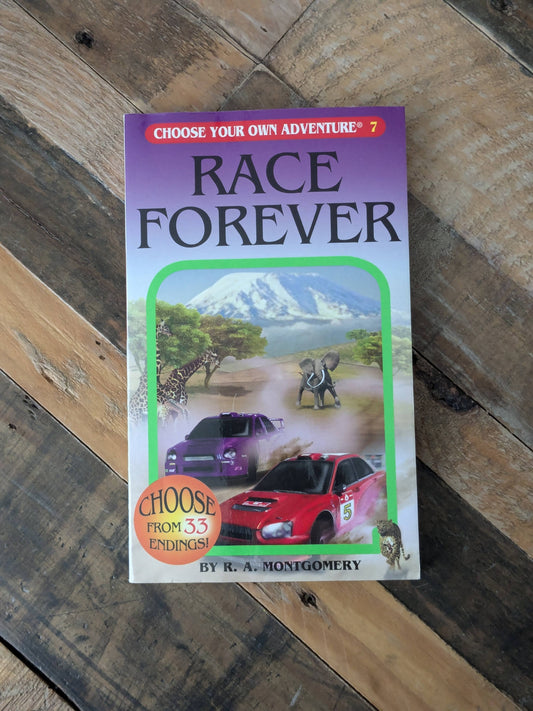 CHOOSE YOUR OWN ADVENTURE® 7
RACE
FOREVER
5
CHOOSE
FROM 33
ENDINGS!
BY R. A. MONTGOMERY